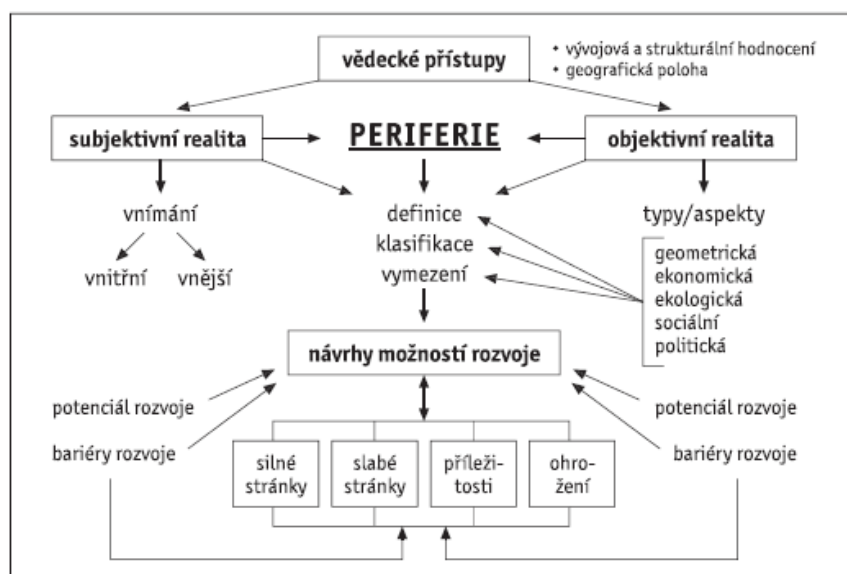 vědecké přístupy
• vývojová a strukturální hodnocení
• geografická poloha
subjektivní realita
PERIFERIE
objektivní realita
vnímání
vnitřní
vnější
definice
klasifikace
vymezení
typy/aspekty
geometrická
ekonomická
ekologická
sociální
politická
návrhy možností rozvoje
potenciál rozvoje
bariéry rozvoje
potenciál rozvoje
bariéry rozvoje
silné
stránky
slabé
stránky
příleži-
tosti
ohro-
žení